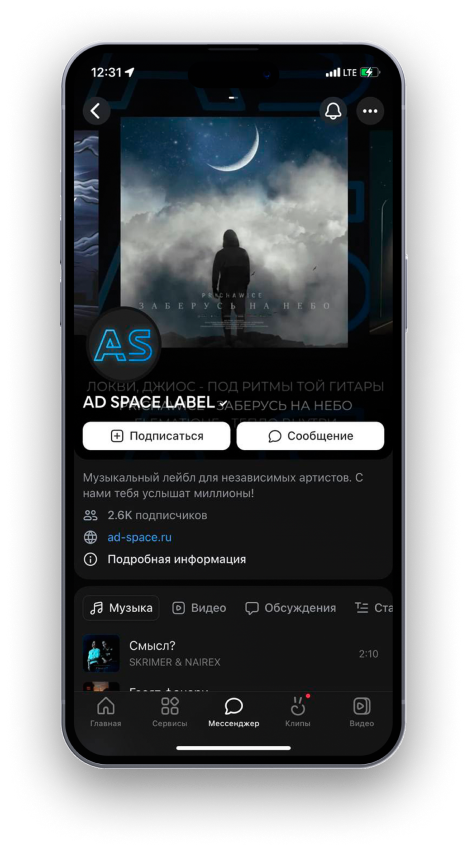 12:31
LTE
PRICHAWICE
ЗАБЕРУСЬ НА НЕБО
AS
ЛОКВИ, ДЖИОС - ПОД РИТМЫ ТОЙ ГИТАРЫ
AD SPACE LABEL
ЗАБЕРУСЬ НА НЕБО
Подписаться
Сообщение
Музыкальный лейбл для независимых артистов. С
нами тебя услышат миллионы!
2.6K подписчиков
ad-space.ru
Подробная информация
Музыка
Видео
Обсуждения
Ста
Смысл?
SKRIMER & NAIREX
2:10
Главная
Сервисы
Мессенджер
Клипы
Видео